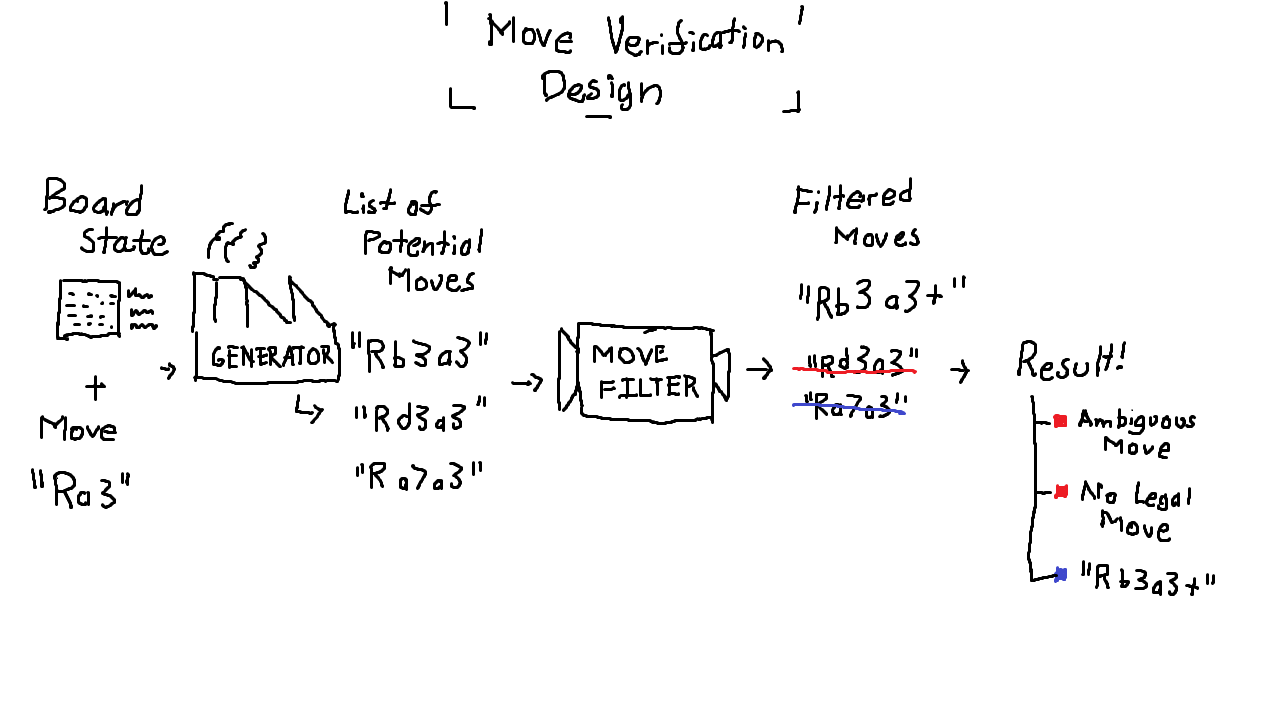 Move Verification
Design
Board
State
+
Move
"Ra3"
GENERATOR
List of
Potential
Moves
"Rb3a3"
"Rd3a3"
"Ra7a3"
MOVE
FILTER
Filtered
Moves
"Rb3a3+"
"Rd3a3"
"Ra7a3"
Result!
Ambiguous
Move
No Legal
Move
"Rb3a3+"